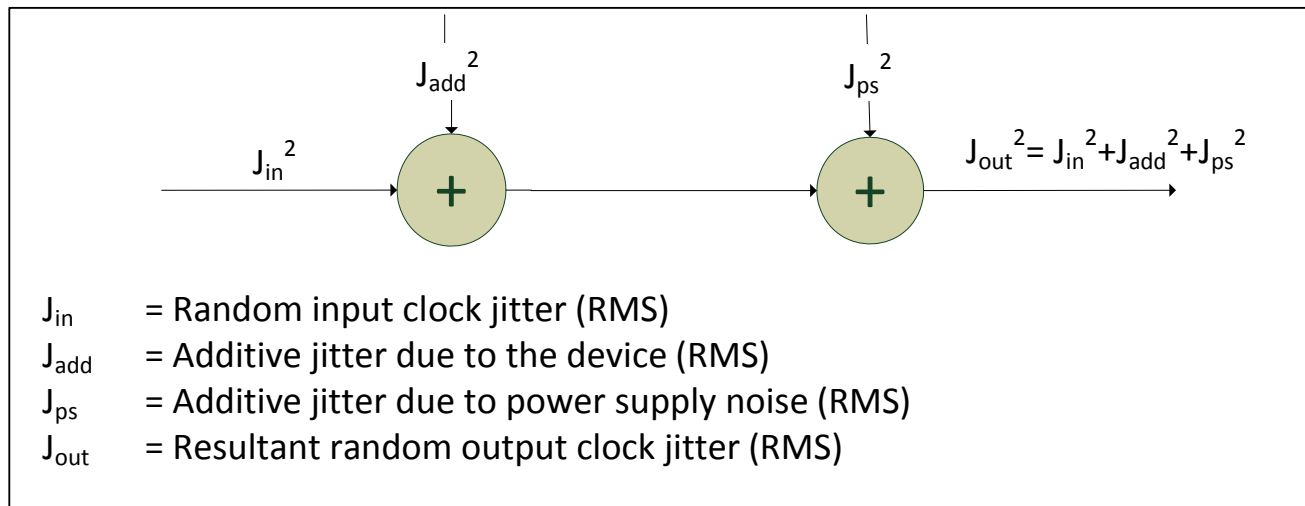 J_add^2
J_ps^2
J_in^2
J_out^2= J_in^2+J_add^2+J_ps^2
+
+
J_in = Random input clock jitter (RMS)
J_add = Additive jitter due to the device (RMS)
J_ps = Additive jitter due to power supply noise (RMS)
J_out = Resultant random output clock jitter (RMS)